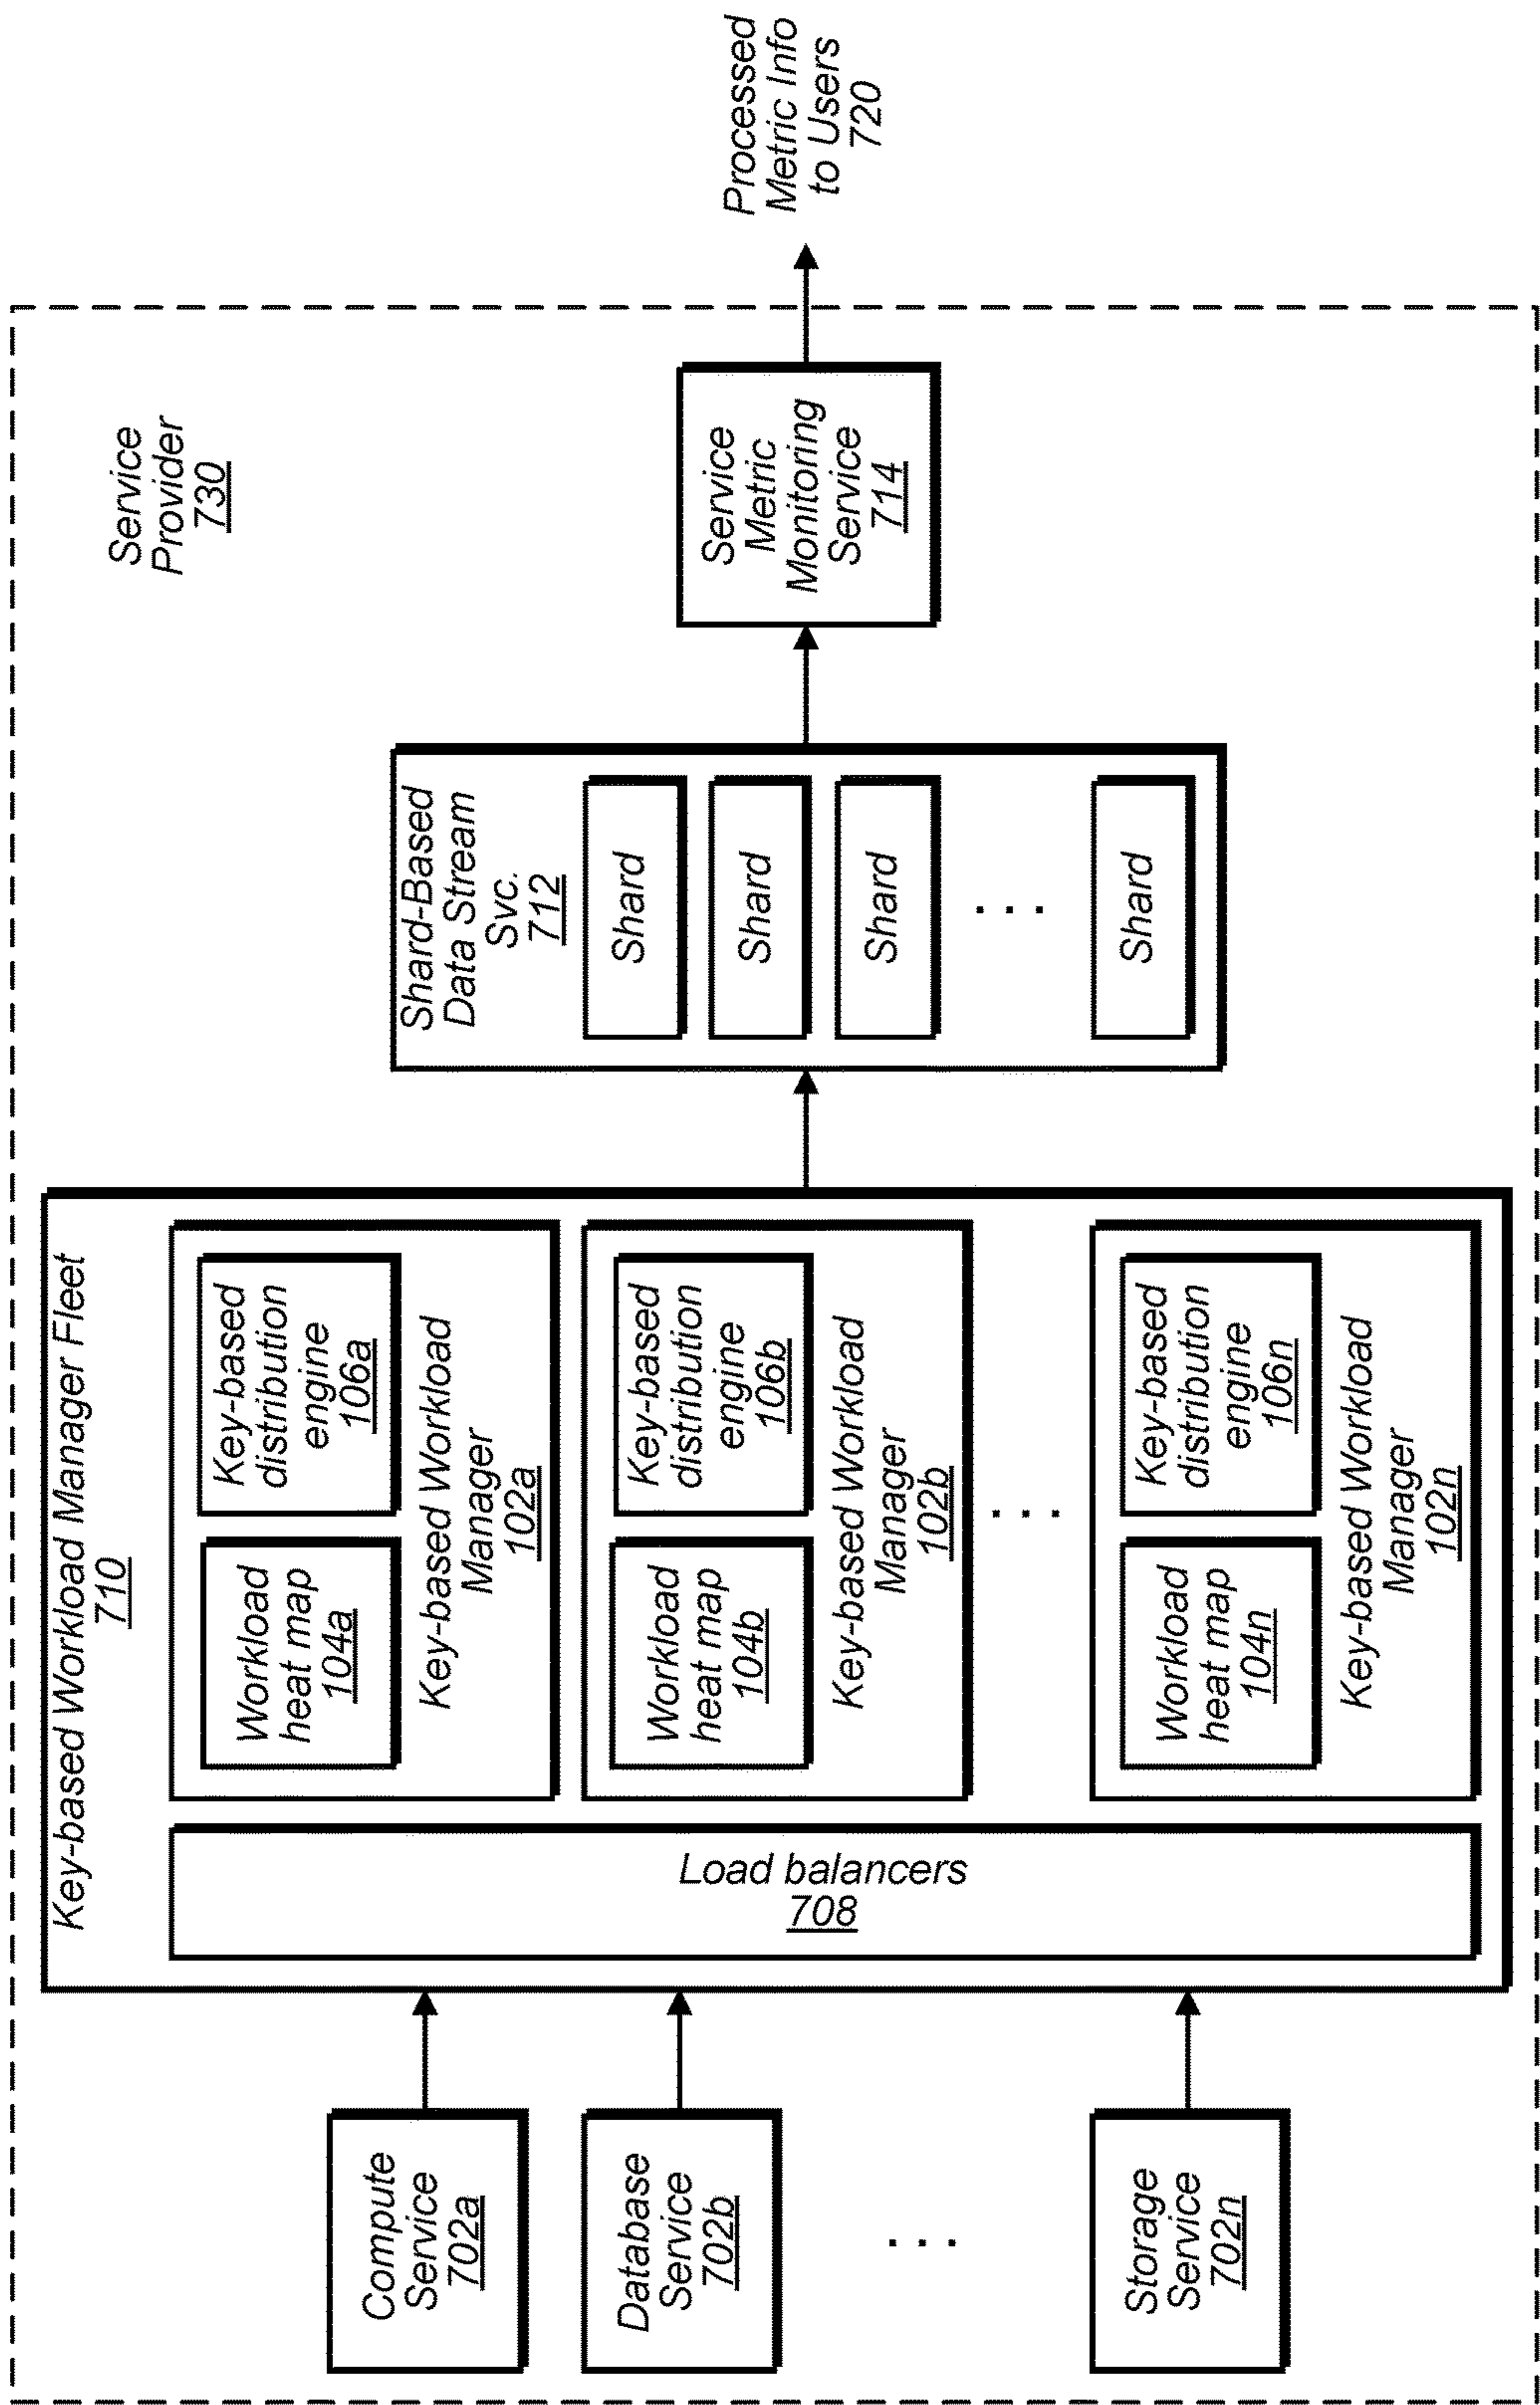 Service
Provider
730
Compute
Service
702a
Database
Service
702b
. . .
Storage
Service
702n
Key-based Workload Manager Fleet
710
Load balancers
708
Workload
heat map
104a
Key-based
distribution
engine
106a
Key-based Workload
Manager
102a
Workload
heat map
104b
Key-based
distribution
engine
106b
Key-based Workload
Manager
102b
. . .
Workload
heat map
104n
Key-based
distribution
engine
106n
Key-based Workload
Manager
102n
Shard-Based
Data Stream
Svc.
712
Shard
Shard
Shard
. . .
Shard
Service
Metric
Monitoring
Service
714
Processed
Metric Info
to Users
720